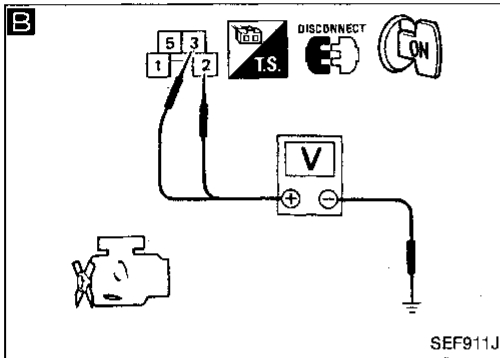 B
DISCONNECT
5 3
1 2
T.S.
ON
V
+ −
SEF911J